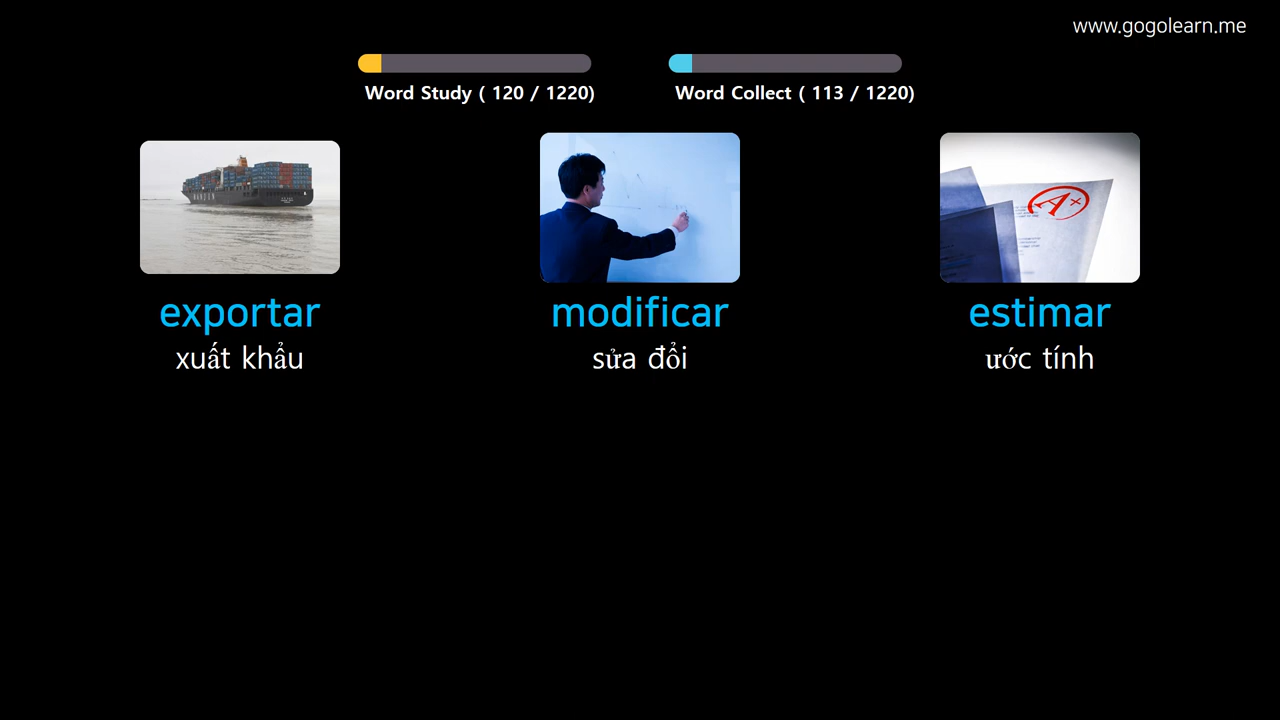 www.gogolearn.me
Word Study ( 120 / 1220)
Word Collect ( 113 / 1220)
A+
exportar
xuất khẩu
modificar
sửa đổi
estimar
ước tính